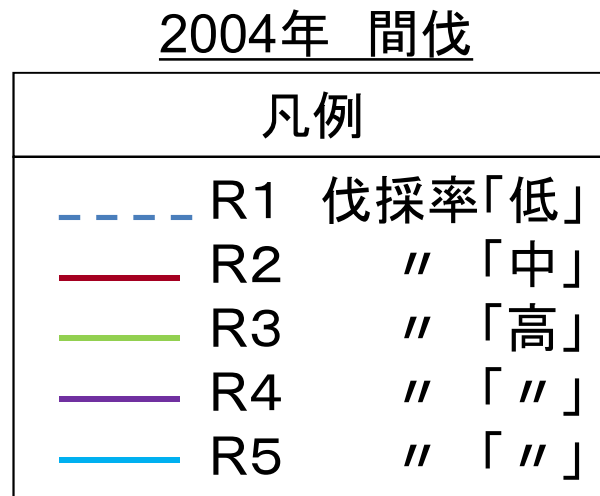 2004年　間伐
凡例
R1　伐採率「低」
R2　〃　「中」
R3　〃　「高」
R4　〃　「〃」
R5　〃　「〃」